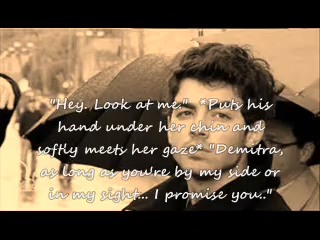 "Hey. Look at me." *Puts his
hand under her chin and
softly meets her gaze* "Demitra,
as long as you're by my side or
in my sight... I promise you.."